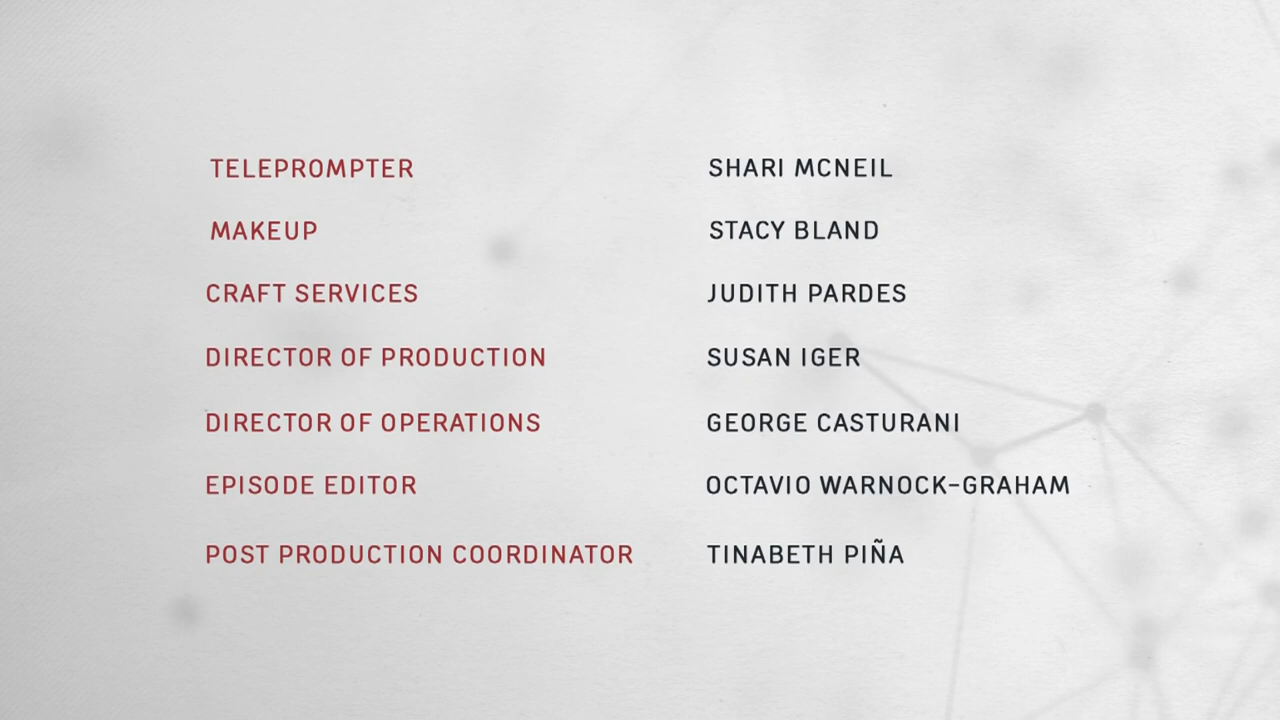 TELEPROMPTER SHARI MCNEIL
MAKEUP STACY BLAND
CRAFT SERVICES JUDITH PARDES
DIRECTOR OF PRODUCTION SUSAN IGER
DIRECTOR OF OPERATIONS GEORGE CASTURANI
EPISODE EDITOR OCTAVIO WARNOCK-GRAHAM
POST PRODUCTION COORDINATOR TINABETH PIÑA